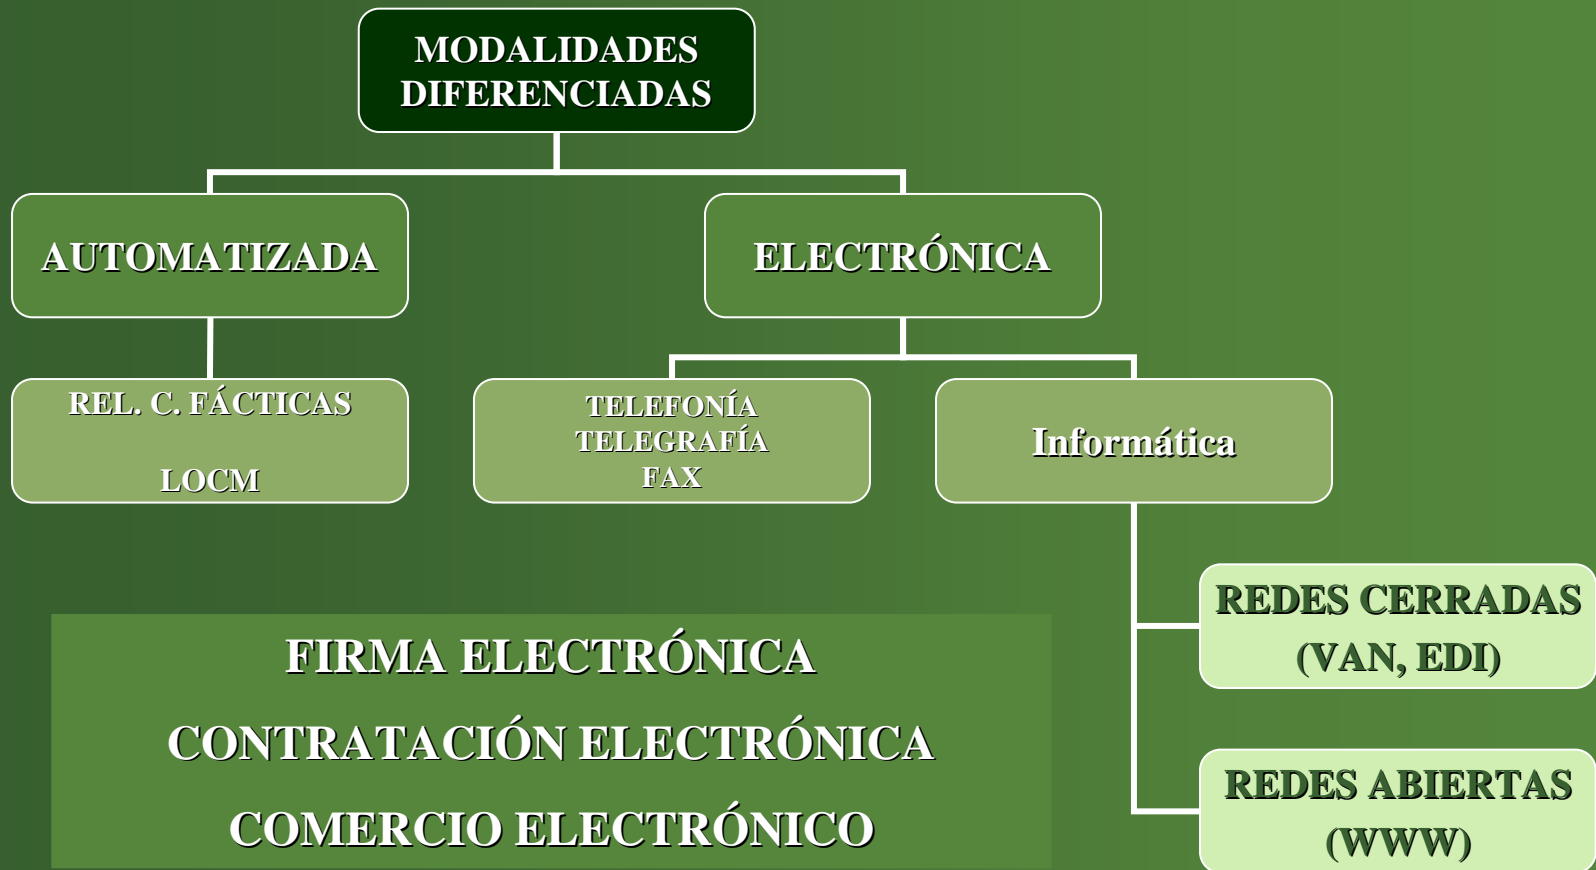 MODALIDADES
DIFERENCIADAS
AUTOMATIZADA
ELECTRÓNICA
REL. C. FÁCTICAS
LOCM
TELEFONÍA
TELEGRAFÍA
FAX
Informática
REDES CERRADAS
(VAN, EDI)
REDES ABIERTAS
(WWW)
FIRMA ELECTRÓNICA
CONTRATACIÓN ELECTRÓNICA
COMERCIO ELECTRÓNICO